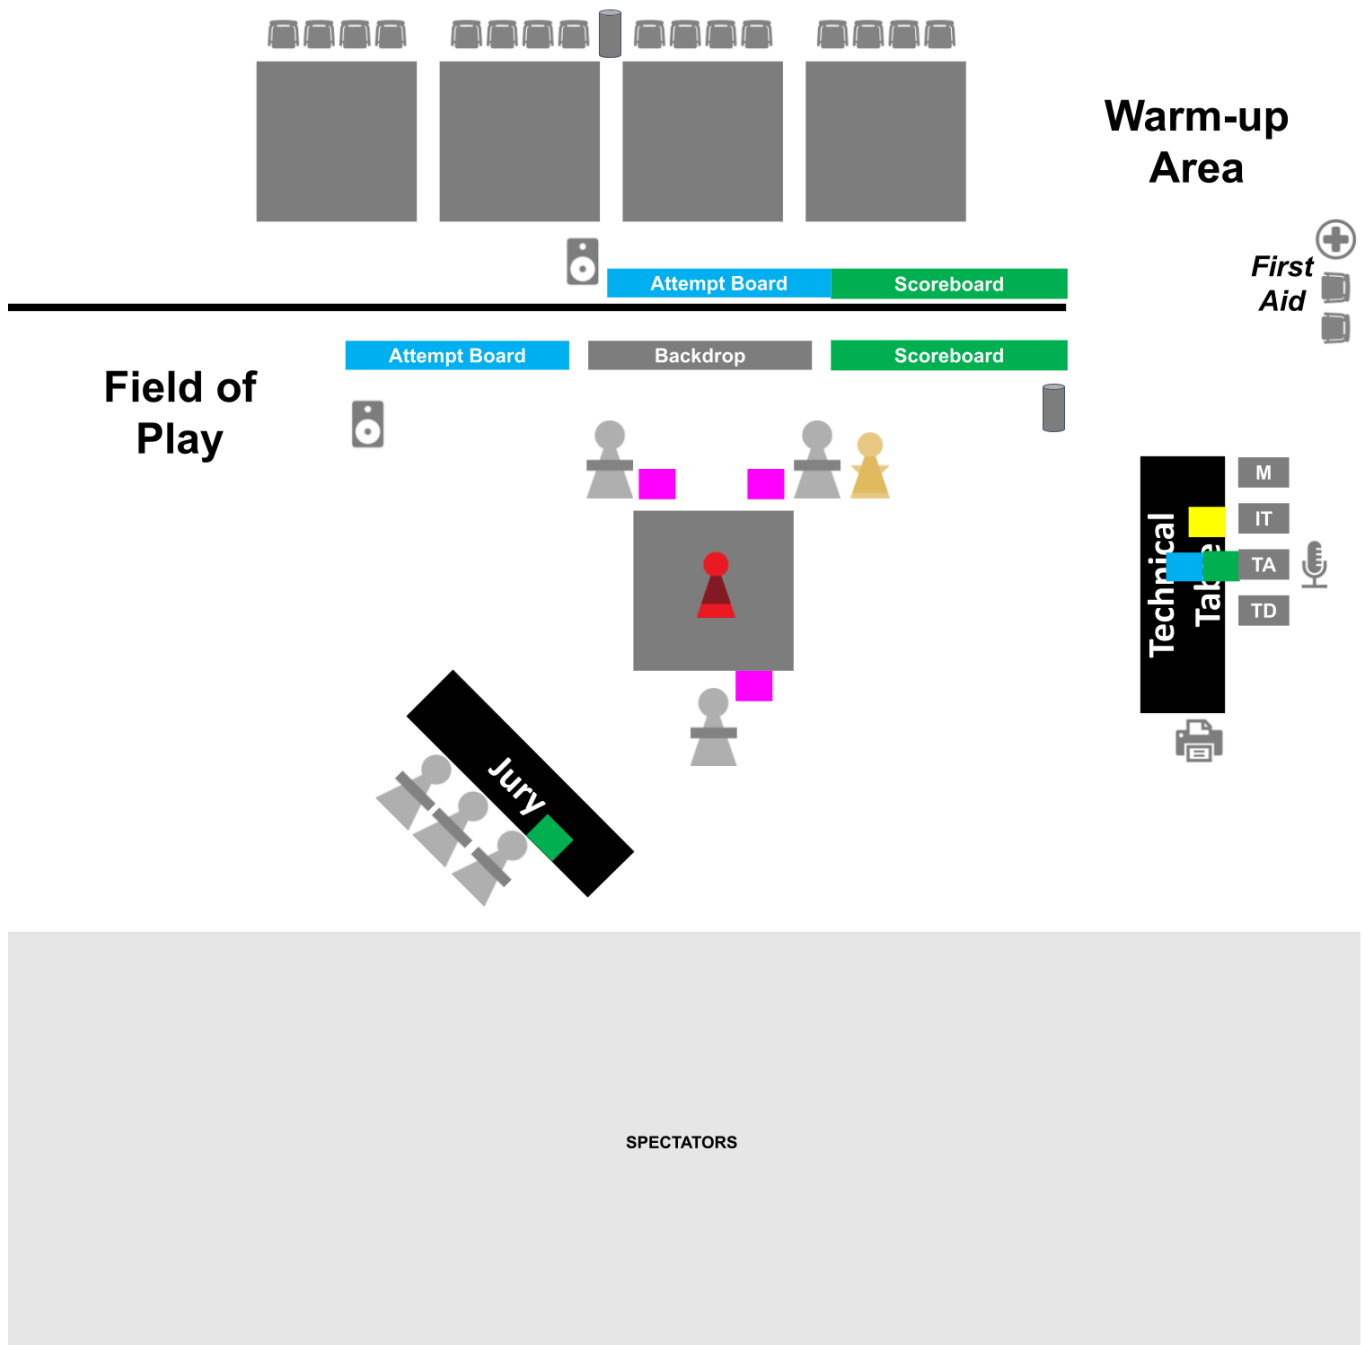 Warm-up
Area
First
Aid
Attempt Board
Scoreboard
Attempt Board
Backdrop
Scoreboard
Field of
Play
M
IT
TA
TD
Technical
Table
Jury
SPECTATORS